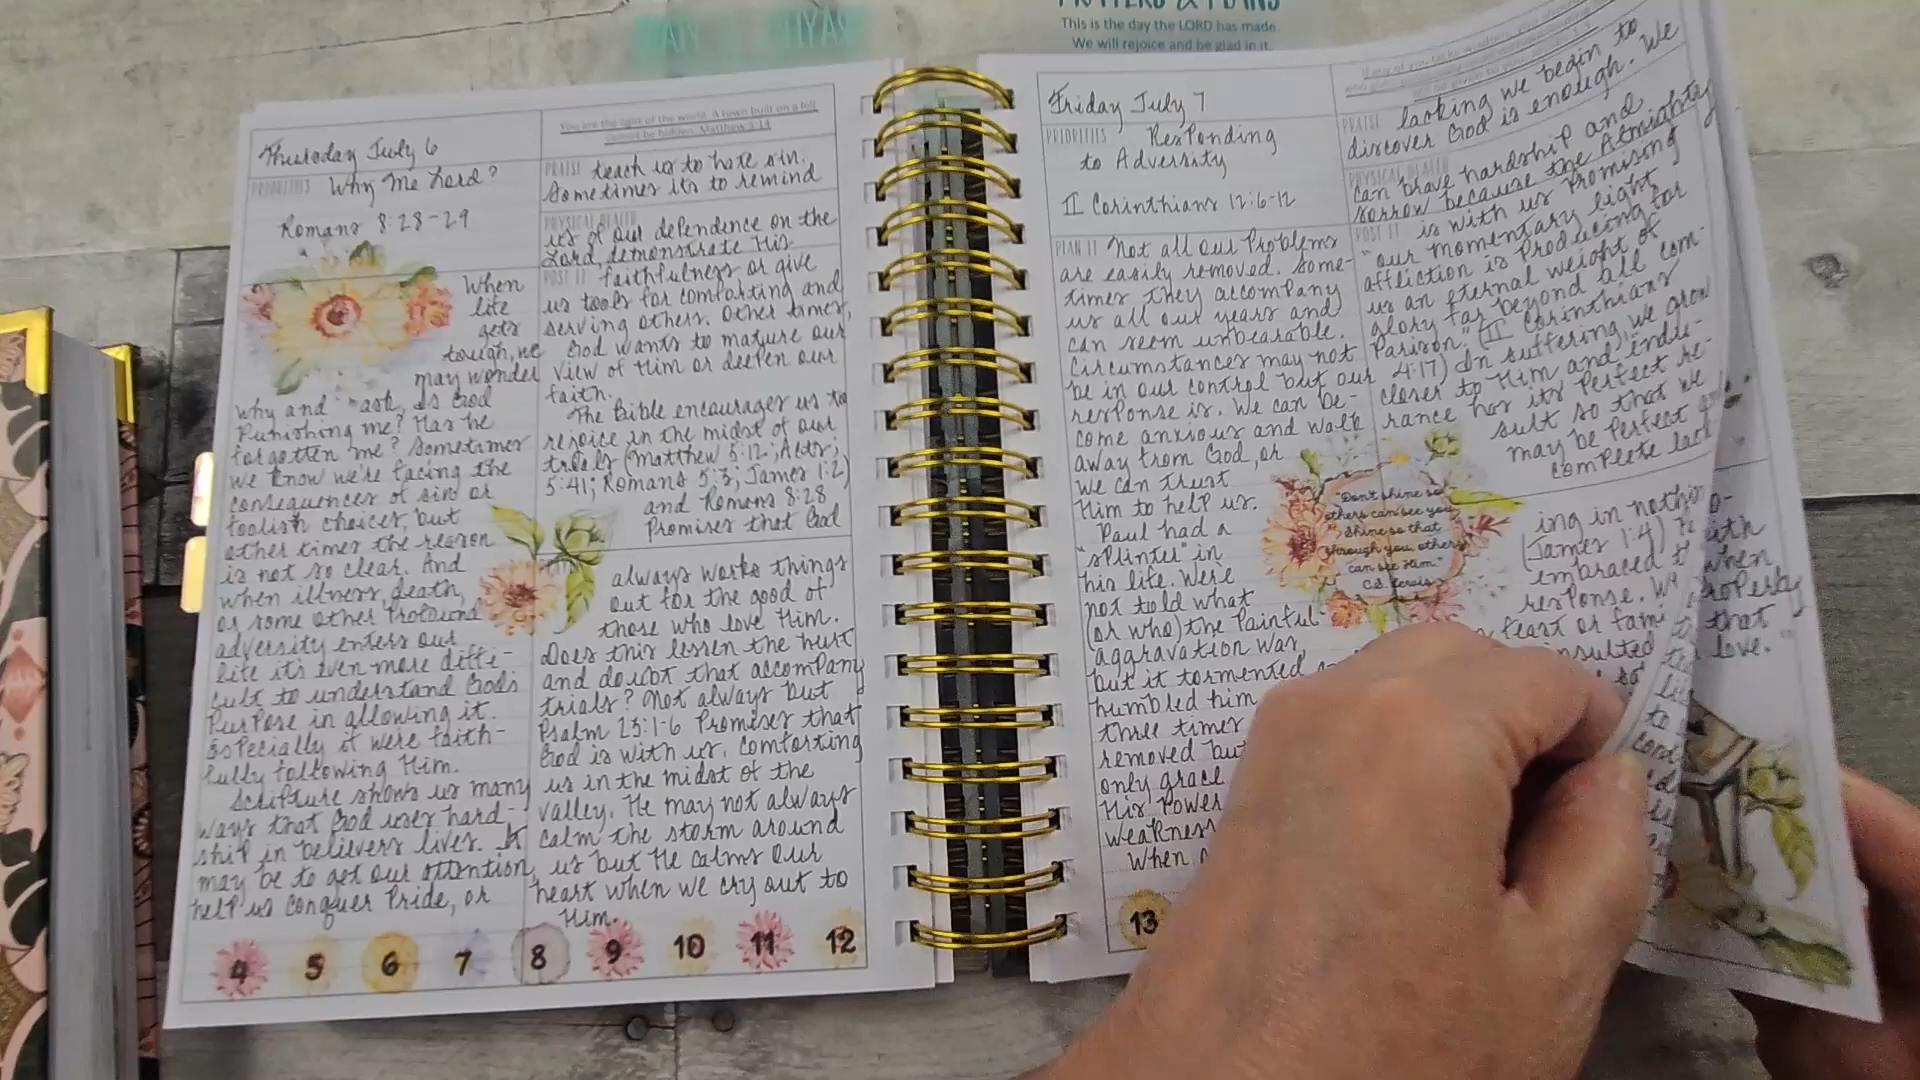 PRAYERS & PLANS
This is the day the LORD has made.
We will rejoice and be glad in it.
Thursday July 6
PRIORITIES Why Me Lord?
Romans 8:28-29
When
life
gets
tough, we
may wonder
why and ask, Is God
Punishing me? Has he
forgotten me? Sometimes
we know we're facing the
consequences of sin or
foolish choices, but
other times the reason
is not so clear. And
when illness, death,
or some other Profound
adversity enters our
life it's even more diffi-
cult to understand God's
Purpose in allowing it.
Especially if were faith-
fully following Him.
Scripture shows us many
ways that God uses hard-
ship in believers lives. It
may be to get our attention,
help us conquer Pride, or
You are the light of the world. A town built on a hill
cannot be hidden. Matthew 5:14
PRAISE teach us to hate sin.
Sometimes its to remind
PHYSICAL HEALTH
us of our dependence on the
Lord, demonstrate His
POST IT faithfulness or give
us tools for comforting and
serving others. Other times,
God wants to mature our
view of Him or deepen our
faith.
The Bible encourages us to
rejoice in the midst of our
trials (Matthew 5:12; Acts;
5:41; Romans 5:3; James 1:2)
and Romans 8:28
Promises that God
always works things
out for the good of
those who love Him.
Does this lessen the hurt
and doubt that accompany
trials? Not always but
Psalm 23:1-6 Promises that
God is with us, comforting
us in the midst of the
valley. He may not always
calm the storm around
us but He calms our
heart when we cry out to
Him.
4 5 6 7 8 9 10 11 12
Friday July 7
PRIORITIES Responding
to Adversity
II Corinthians 12:6-12
PLAN IT Not all our Problems
are easily removed. Some-
times they accompany
us all our years and
can seem unbearable.
Circumstances may not
be in our control but our
response is. We can be-
come anxious and walk
away from God, or
we can trust
Him to help us.
Paul had a
"splinter" in
his life. Were
not told what
(or who) the Painful
aggravation was,
but it tormented
humbled him
three times
removed but
only grace
His Power
weakness
When
13
PRAISE lacking we begin to
discover God is enough. We
PHYSICAL HEALTH
can brave hardship and
sorrow because the Almighty
POST IT is with us Promising
"our momentary light
affliction is Producing for
us an eternal weight of
glory far beyond all com-
Parison." (II Corinthians
4:17) In suffering, we grow
closer to Him and endu-
rance has its Perfect re-
sult so that we
may be Perfect
complete lack
ing in nothin
(James 1:4)
embraced
response.
feast or fami
insulted
"Don't shine so
others can see you
Shine so that
through you, others
can see Him."
C.S. Lewis
with
when
Properly
that
love.